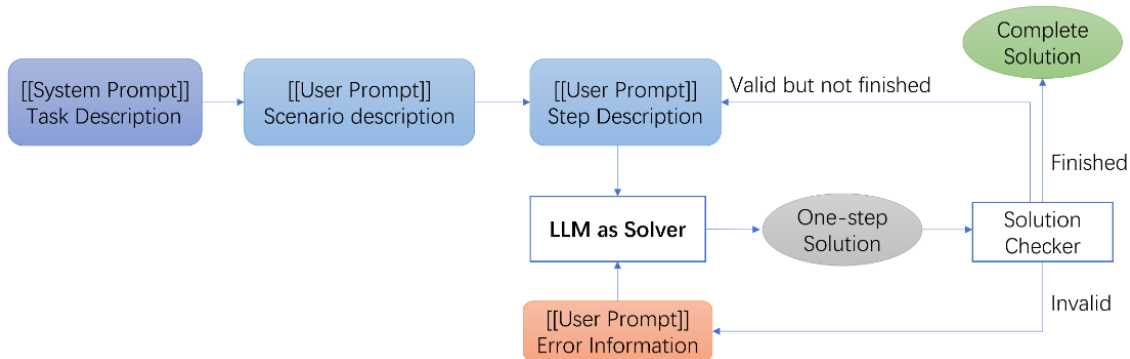 Complete
Solution
[[System Prompt]]
Task Description
[[User Prompt]]
Scenario description
[[User Prompt]]
Step Description
Valid but not finished
Finished
LLM as Solver
One-step
Solution
Solution
Checker
Invalid
[[User Prompt]]
Error Information